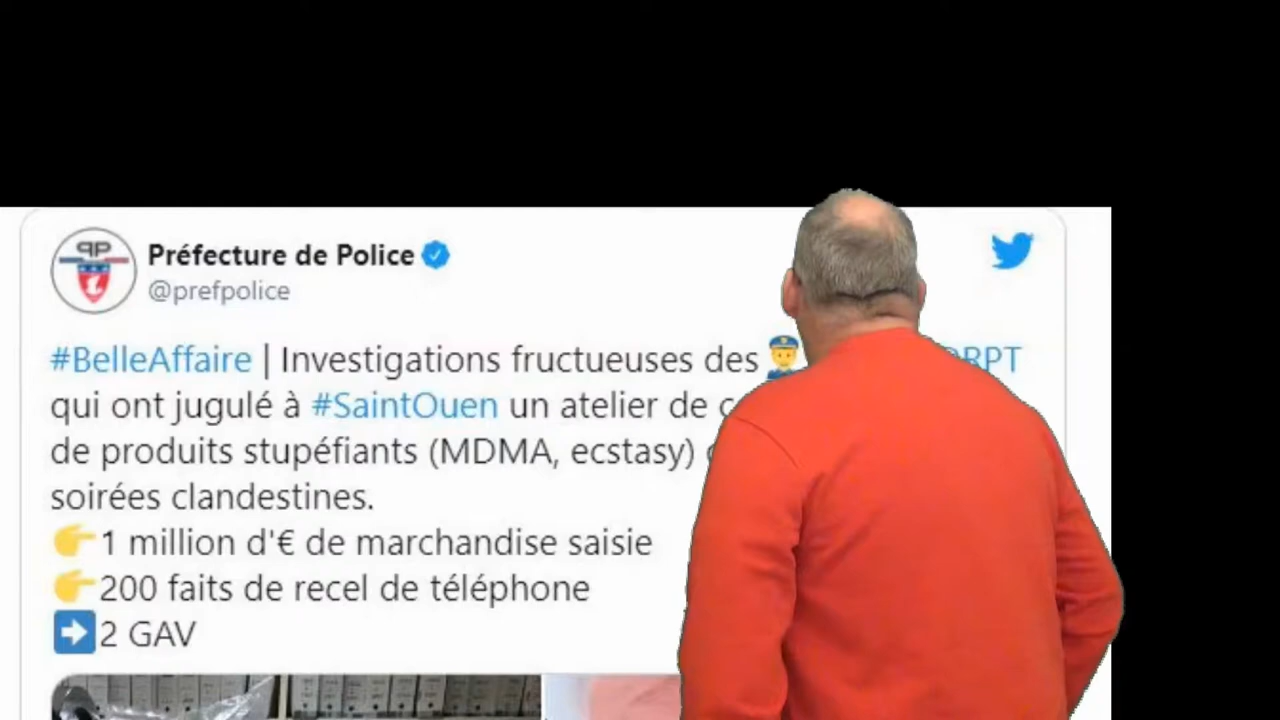 Préfecture de Police
@prefpolice
#BelleAffaire | Investigations fructueuses des
qui ont jugulé à #SaintOuen un atelier de
de produits stupéfiants (MDMA, ecstasy)
soirées clandestines.
1 million d'€ de marchandise saisie
200 faits de recel de téléphone
2 GAV